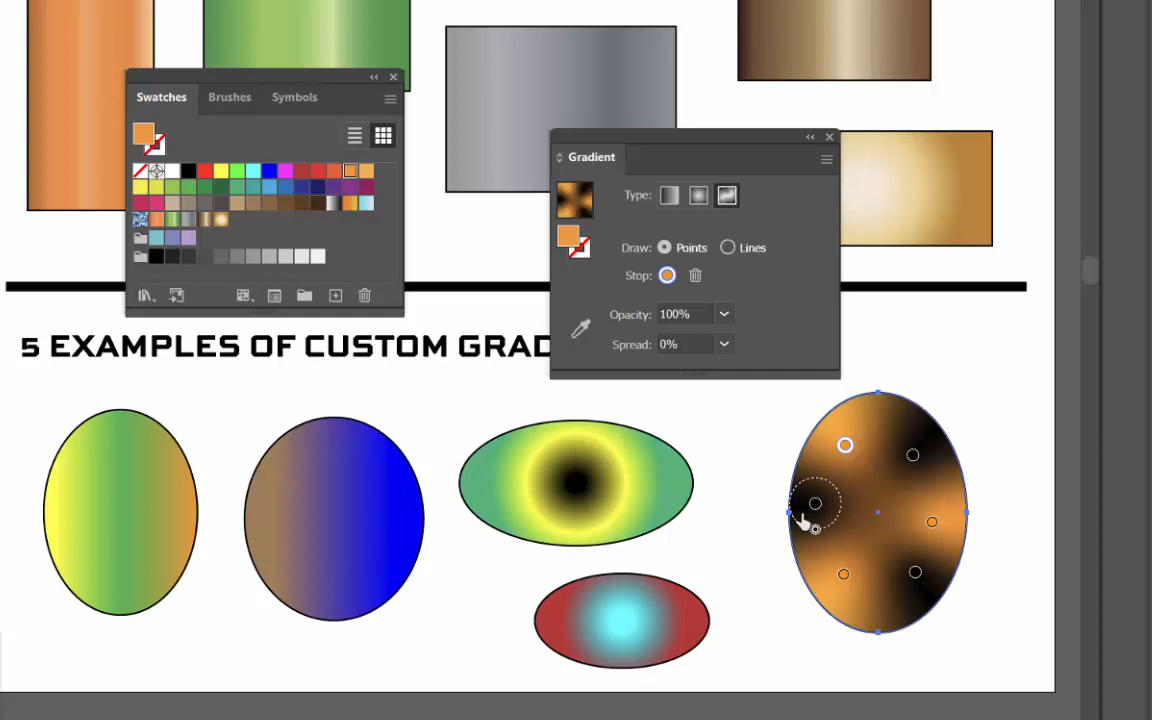 Swatches
Brushes
Symbols
Gradient
Type:
Draw:
Points
Lines
Stop:
Opacity:
100%
Spread:
0%
5 EXAMPLES OF CUSTOM GRAD